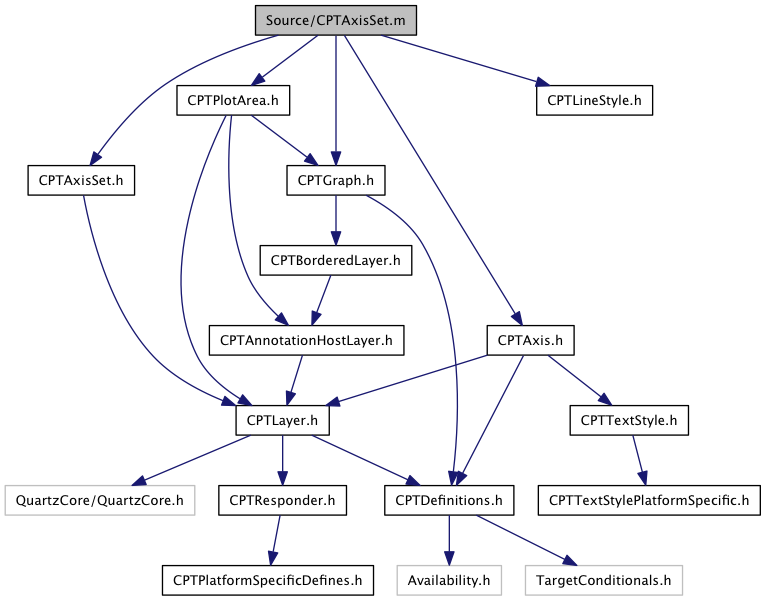 Source/CPTAxisSet.m
CPTPlotArea.h
CPTLineStyle.h
CPTAxisSet.h
CPTGraph.h
CPTBorderedLayer.h
CPTAnnotationHostLayer.h
CPTAxis.h
CPTLayer.h
CPTTextStyle.h
QuartzCore/QuartzCore.h
CPTResponder.h
CPTDefinitions.h
CPTTextStylePlatformSpecific.h
CPTPlatformSpecificDefines.h
Availability.h
TargetConditionals.h